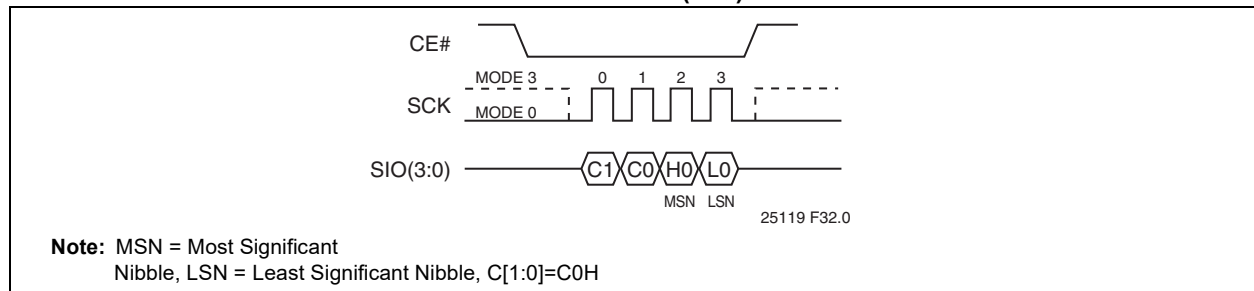 CE#
MODE 3 0 1 2 3
SCK
MODE 0
SIO(3:0) C1 C0 H0 L0
MSN LSN
25119 F32.0
Note: MSN = Most Significant
Nibble, LSN = Least Significant Nibble, C[1:0]=C0H